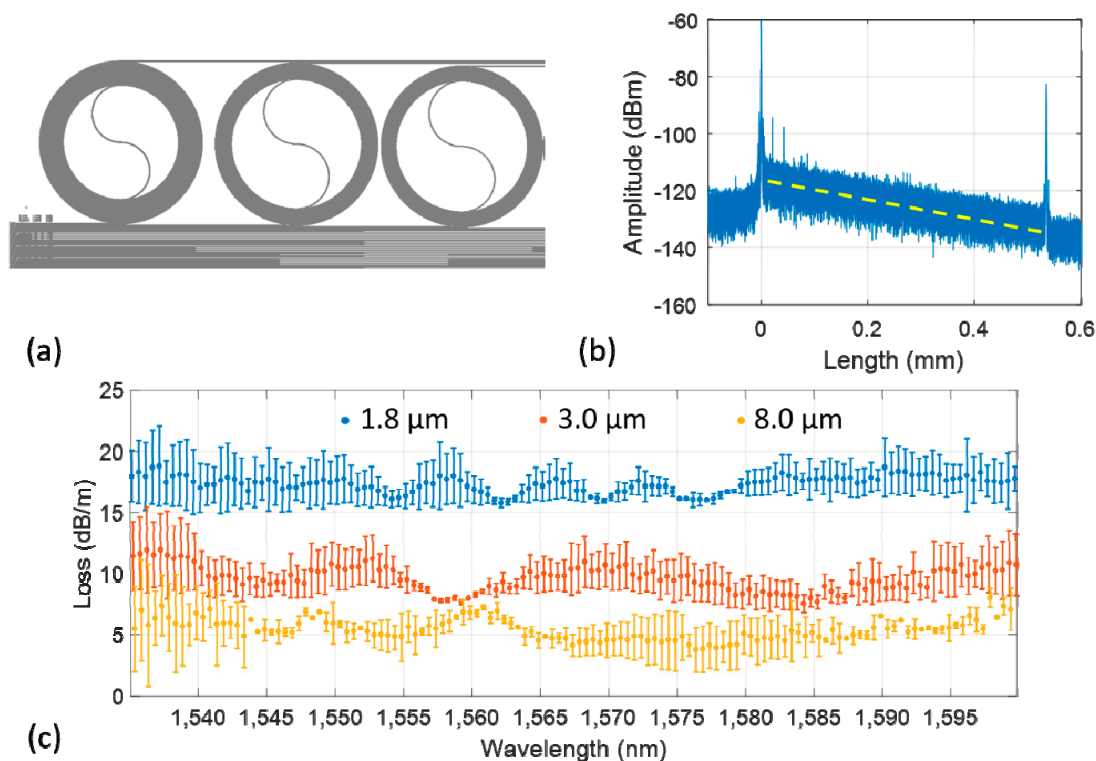 -60
-80
-100
-120
-140
-160
Amplitude (dBm)
0 0.2 0.4 0.6
Length (mm)
(a)
(b)
25
20
15
10
5
0
Loss (dB/m)
1.8 µm 3.0 µm 8.0 µm
1,540 1,545 1,550 1,555 1,560 1,565 1,570 1,575 1,580 1,585 1,590 1,595
Wavelength (nm)
(c)